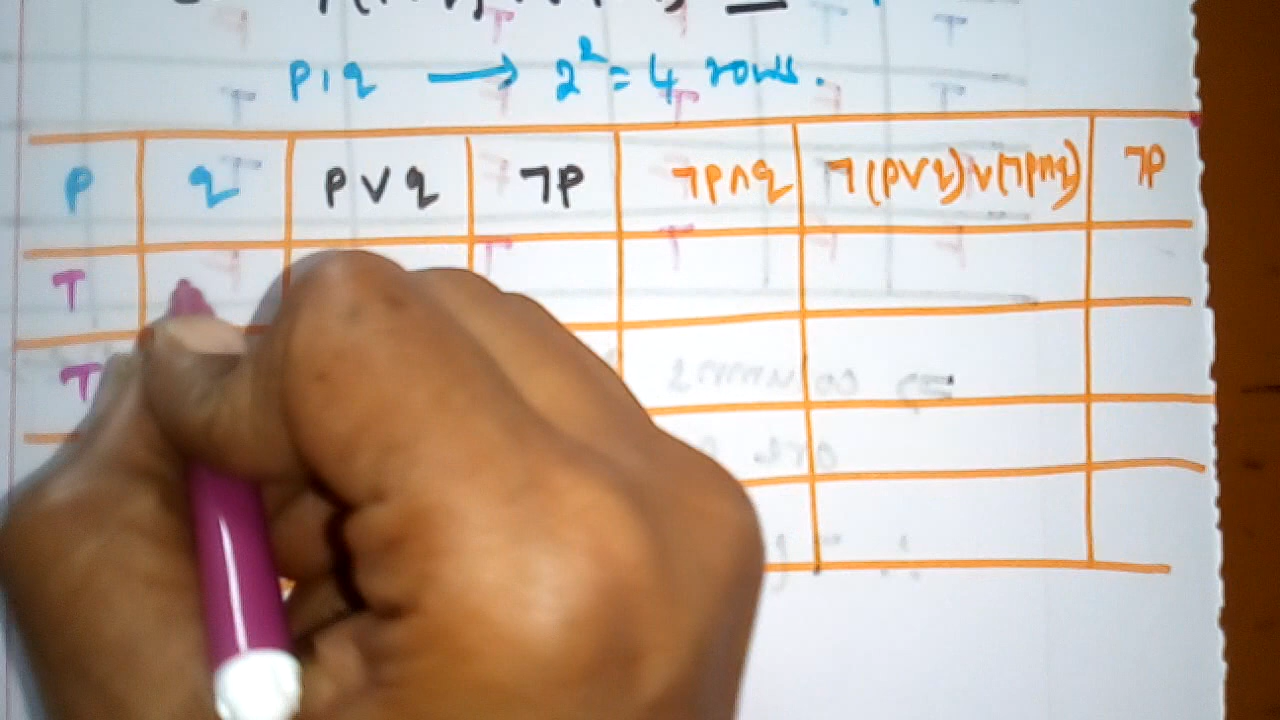 p, q → 2² = 4 rows.
p q p ∨ q ¬p ¬p∧q ¬(p∨q)∨(¬p∧q) ¬p
T
T